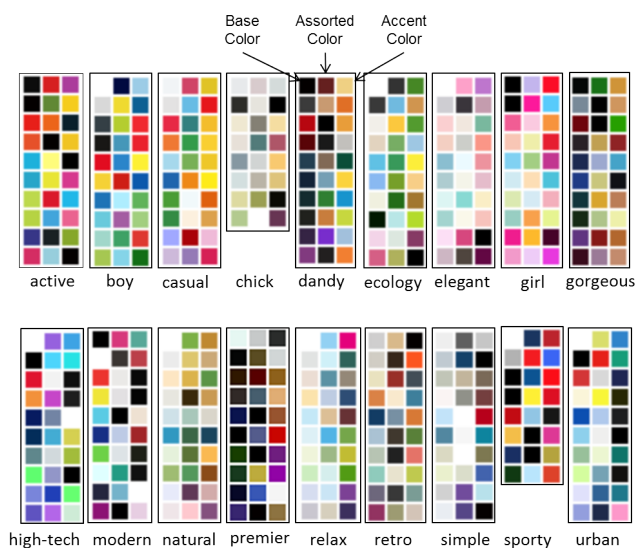 Base Assorted Accent
Color Color Color
active boy casual chick dandy ecology elegant girl gorgeous
high-tech modern natural premier relax retro simple sporty urban